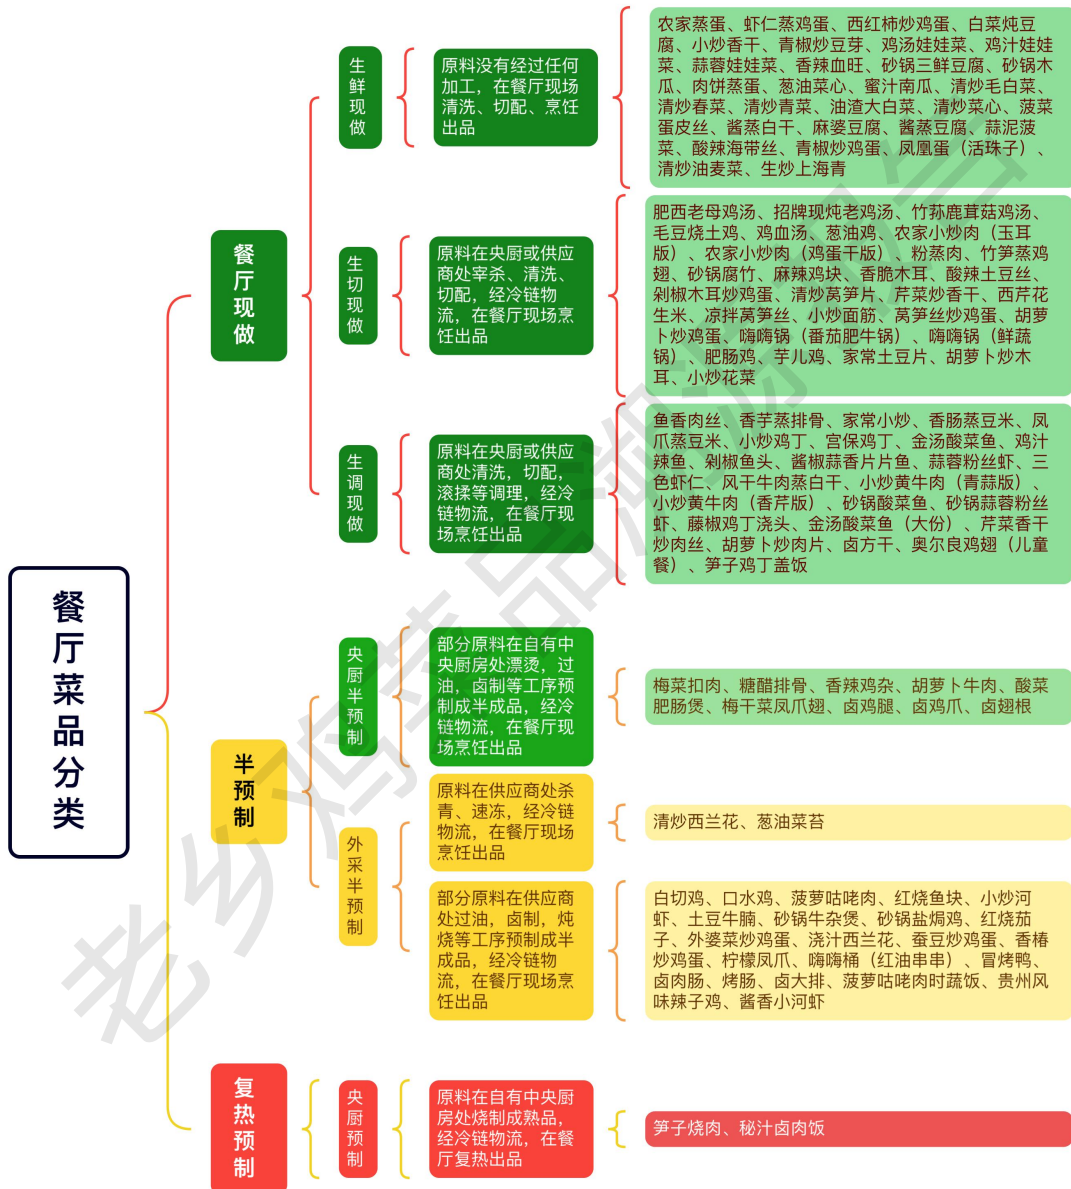 餐厅菜品分类
餐厅现做
生鲜现做
原料没有经过任何
加工，在餐厅现场
清洗、切配、烹饪
出品
农家蒸蛋、虾仁蒸鸡蛋、西红柿炒鸡蛋、白菜炖豆
腐、小炒香干、青椒炒豆芽、鸡汤娃娃菜、鸡汁娃娃
菜、蒜蓉娃娃菜、香辣血旺、砂锅三鲜豆腐、砂锅木
瓜、肉饼蒸蛋、葱油菜心、蜜汁南瓜、清炒毛白菜、
清炒春菜、清炒青菜、油渣大白菜、清炒菜心、菠菜
蛋皮丝、酱蒸白干、麻婆豆腐、酱蒸豆腐、蒜泥菠
菜、酸辣海带丝、青椒炒鸡蛋、凤凰蛋（活珠子）、
清炒油麦菜、生炒上海青
生切现做
原料在央厨或供应
商处宰杀、清洗、
切配，经冷链物
流，在餐厅现场烹
饪出品
肥西老母鸡汤、招牌现炖老鸡汤、竹荪鹿茸菇鸡汤、
毛豆烧土鸡、鸡血汤、葱油鸡、农家小炒肉（玉耳
版）、农家小炒肉（鸡蛋干版）、粉蒸肉、竹笋蒸鸡
翅、砂锅腐竹、麻辣鸡块、香脆木耳、酸辣土豆丝、
剁椒木耳炒鸡蛋、清炒莴笋片、芹菜炒香干、西芹花
生米、凉拌莴笋丝、小炒面筋、莴笋丝炒鸡蛋、胡萝
卜炒鸡蛋、嗨嗨锅（番茄肥牛锅）、嗨嗨锅（鲜蔬
锅）、肥肠鸡、芋儿鸡、家常土豆片、胡萝卜炒木
耳、小炒花菜
生调现做
原料在央厨或供应
商处清洗，切配，
滚揉等调理，经冷
链物流，在餐厅现
场烹饪出品
鱼香肉丝、香芋蒸排骨、家常小炒、香肠蒸豆米、凤
爪蒸豆米、小炒鸡丁、宫保鸡丁、金汤酸菜鱼、鸡汁
辣鱼、剁椒鱼头、酱椒蒜香片片鱼、蒜蓉粉丝虾、三
色虾仁、风干牛肉蒸白干、小炒黄牛肉（青蒜版）、
小炒黄牛肉（香芹版）、砂锅酸菜鱼、砂锅蒜蓉粉丝
虾、藤椒鸡丁浇头、金汤酸菜鱼（大份）、芹菜香干
炒肉丝、胡萝卜炒肉片、卤方干、奥尔良鸡翅（儿童
餐）、笋子鸡丁盖饭
半预制
央厨半预制
部分原料在自有中
央厨房处漂烫，过
油，卤制等工序预
制成半成品，经冷
链物流，在餐厅现
场烹饪出品
梅菜扣肉、糖醋排骨、香辣鸡杂、胡萝卜牛肉、酸菜
肥肠煲、梅干菜凤爪翅、卤鸡腿、卤鸡爪、卤翅根
外采半预制
原料在供应商处杀
青、速冻，经冷链
物流，在餐厅现场
烹饪出品
清炒西兰花、葱油菜苔
部分原料在供应商
处过油，卤制，炖
烧等工序预制成半
成品，经冷链物
流，在餐厅现场烹
饪出品
白切鸡、口水鸡、菠萝咕咾肉、红烧鱼块、小炒河
虾、土豆牛腩、砂锅牛杂煲、砂锅盐焗鸡、红烧茄
子、外婆菜炒鸡蛋、浇汁西兰花、蚕豆炒鸡蛋、香椿
炒鸡蛋、柠檬凤爪、嗨嗨桶（红油串串）、冒烤鸭、
卤肉肠、烤肠、卤大排、菠萝咕咾肉时蔬饭、贵州风
味辣子鸡、酱香小河虾
复热预制
央厨预制
原料在自有中央厨
房处烧制成熟品，
经冷链物流，在餐
厅复热出品
笋子烧肉、秘汁卤肉饭
老乡鸡菜品溯源报告